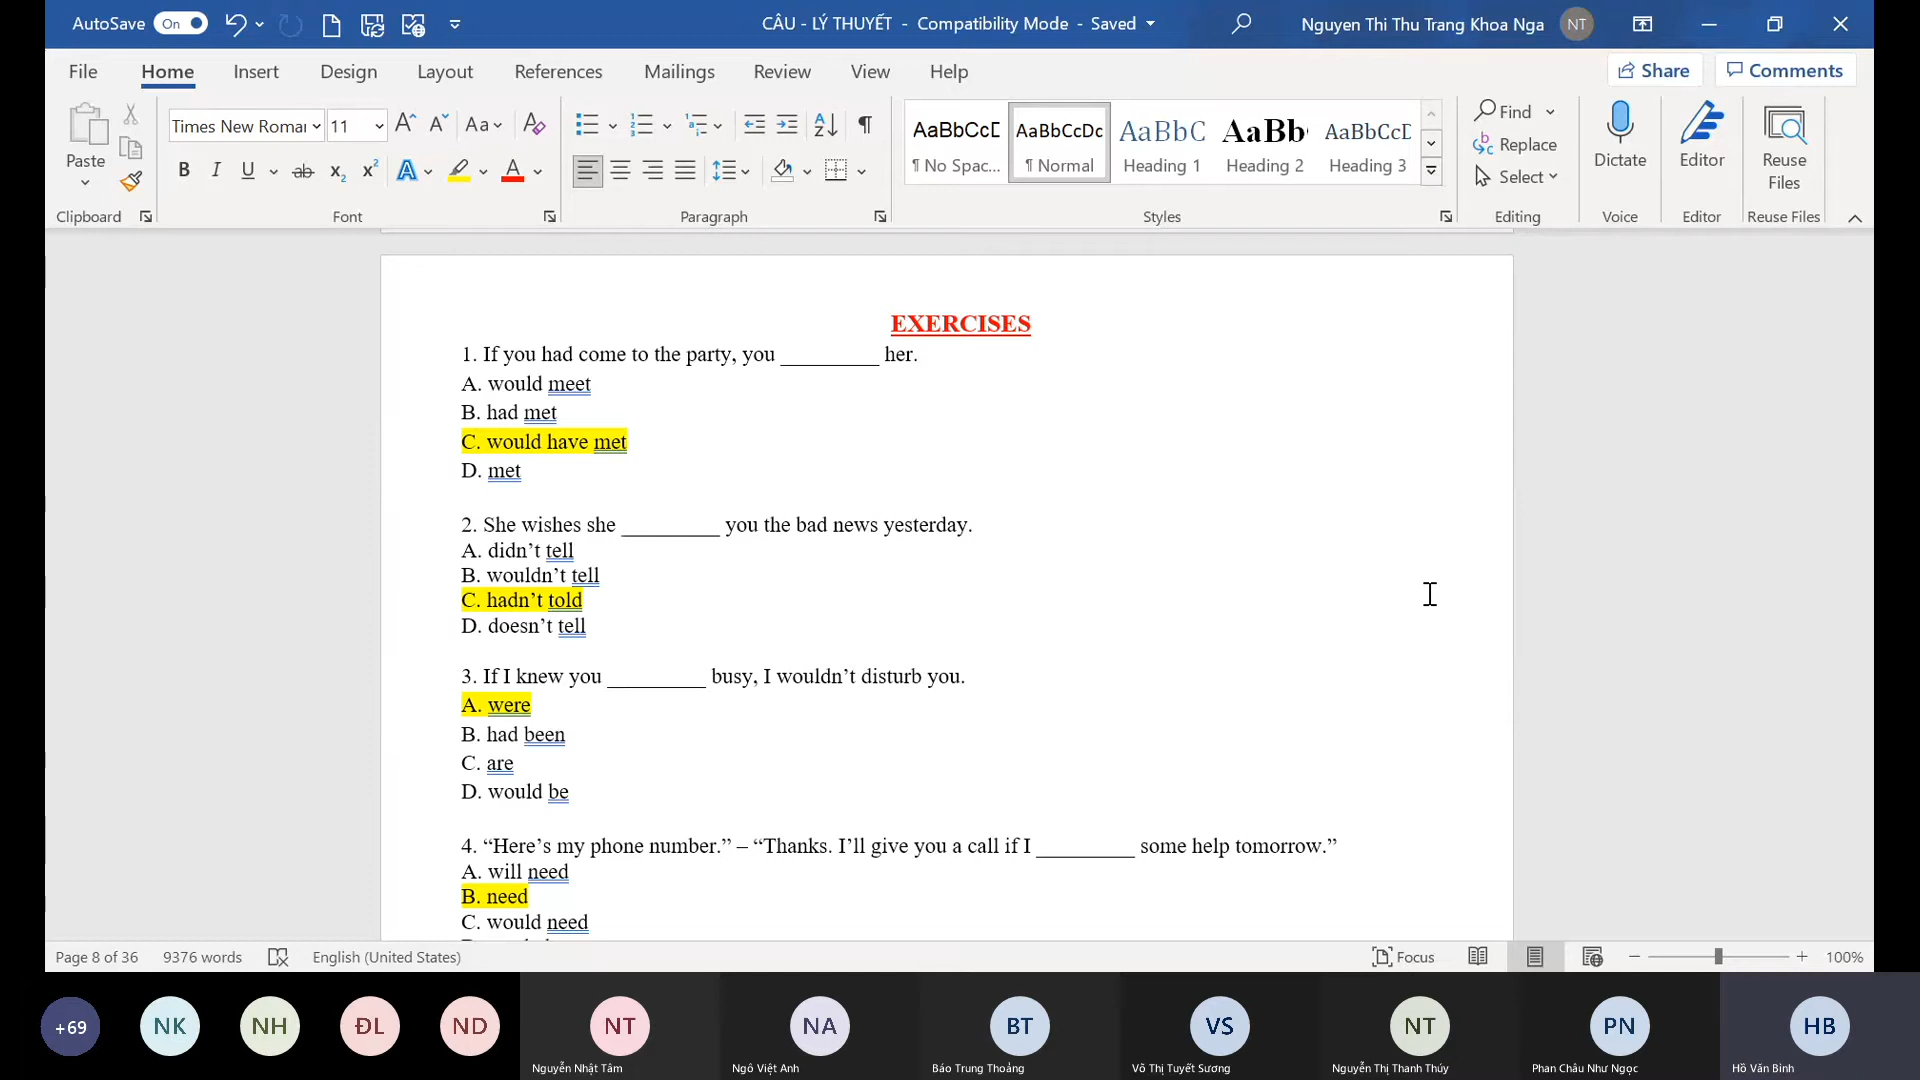 AutoSave On CÂU - LÝ THUYẾT - Compatibility Mode - Saved Nguyen Thi Thu Trang Khoa Nga NT
File Home Insert Design Layout References Mailings Review View Help Share Comments
Paste
Clipboard
Times New Roman 11 Aa
B I U ab x₂ x² A A
Font
Paragraph
AaBbCcD AaBbCcDc AaBbC AaBb AaBbCcD
¶ No Spac... ¶ Normal Heading 1 Heading 2 Heading 3
Styles
Find
Replace
Select
Editing
Dictate
Voice
Editor
Editor
Reuse
Files
Reuse Files
EXERCISES
1. If you had come to the party, you _________ her.
A. would meet
B. had met
C. would have met
D. met
2. She wishes she _________ you the bad news yesterday.
A. didn’t tell
B. wouldn’t tell
C. hadn’t told
D. doesn’t tell
3. If I knew you _________ busy, I wouldn’t disturb you.
A. were
B. had been
C. are
D. would be
4. “Here’s my phone number.” – “Thanks. I’ll give you a call if I _________ some help tomorrow.”
A. will need
B. need
C. would need
Page 8 of 36 9376 words English (United States) Focus 100%
+69 NK NH ĐL ND NT NA BT VS NT PN HB
Nguyễn Nhật Tâm Ngô Việt Anh Báo Trung Thoảng Võ Thị Tuyết Sương Nguyễn Thị Thanh Thúy Phan Châu Như Ngọc Hồ Văn Bình